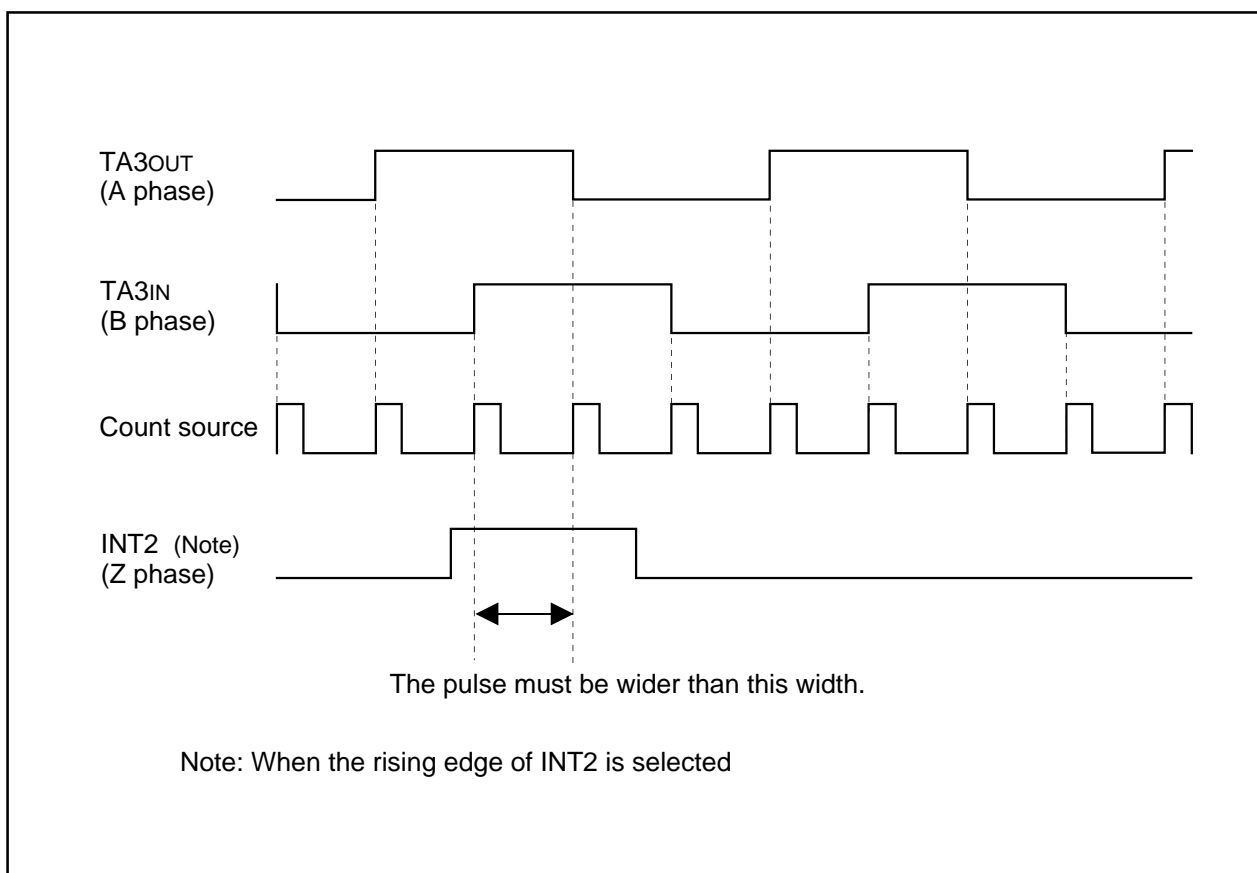 TA3OUT
(A phase)
TA3IN
(B phase)
Count source
INT2 (Note)
(Z phase)
The pulse must be wider than this width.
Note: When the rising edge of INT2 is selected